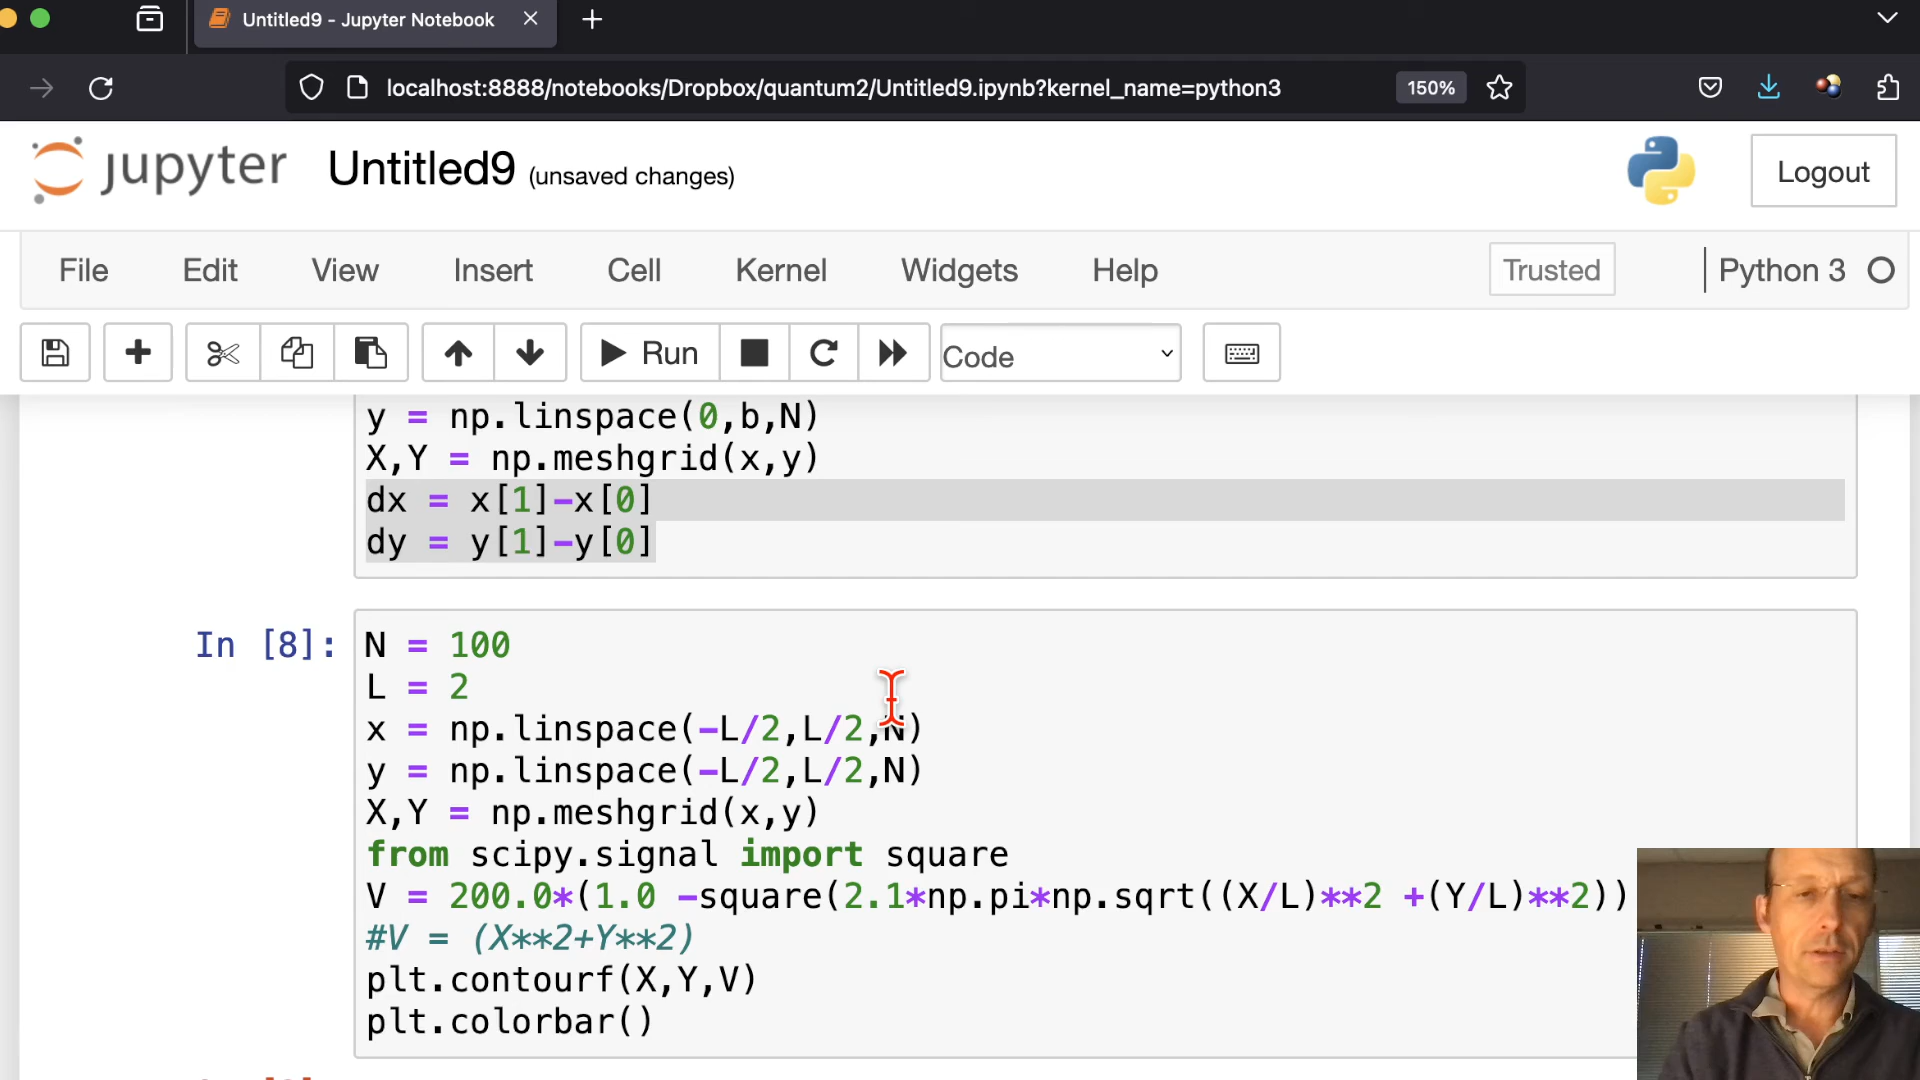 Untitled9 - Jupyter Notebook
localhost:8888/notebooks/Dropbox/quantum2/Untitled9.ipynb?kernel_name=python3
150%
jupyter
Untitled9 (unsaved changes)
Logout
File Edit View Insert Cell Kernel Widgets Help
Trusted
Python 3
Run
Code
y = np.linspace(0,b,N)
X,Y = np.meshgrid(x,y)
dx = x[1]-x[0]
dy = y[1]-y[0]
In [8]:
N = 100
L = 2
x = np.linspace(-L/2,L/2,N)
y = np.linspace(-L/2,L/2,N)
X,Y = np.meshgrid(x,y)
from scipy.signal import square
V = 200.0*(1.0 -square(2.1*np.pi*np.sqrt((X/L)**2 +(Y/L)**2))
#V = (X**2+Y**2)
plt.contourf(X,Y,V)
plt.colorbar()